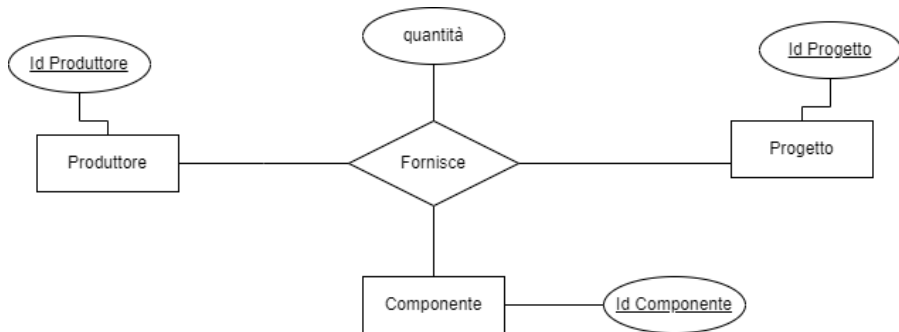 quantità
Id Produttore
Id Progetto
Produttore
Fornisce
Progetto
Componente
Id Componente